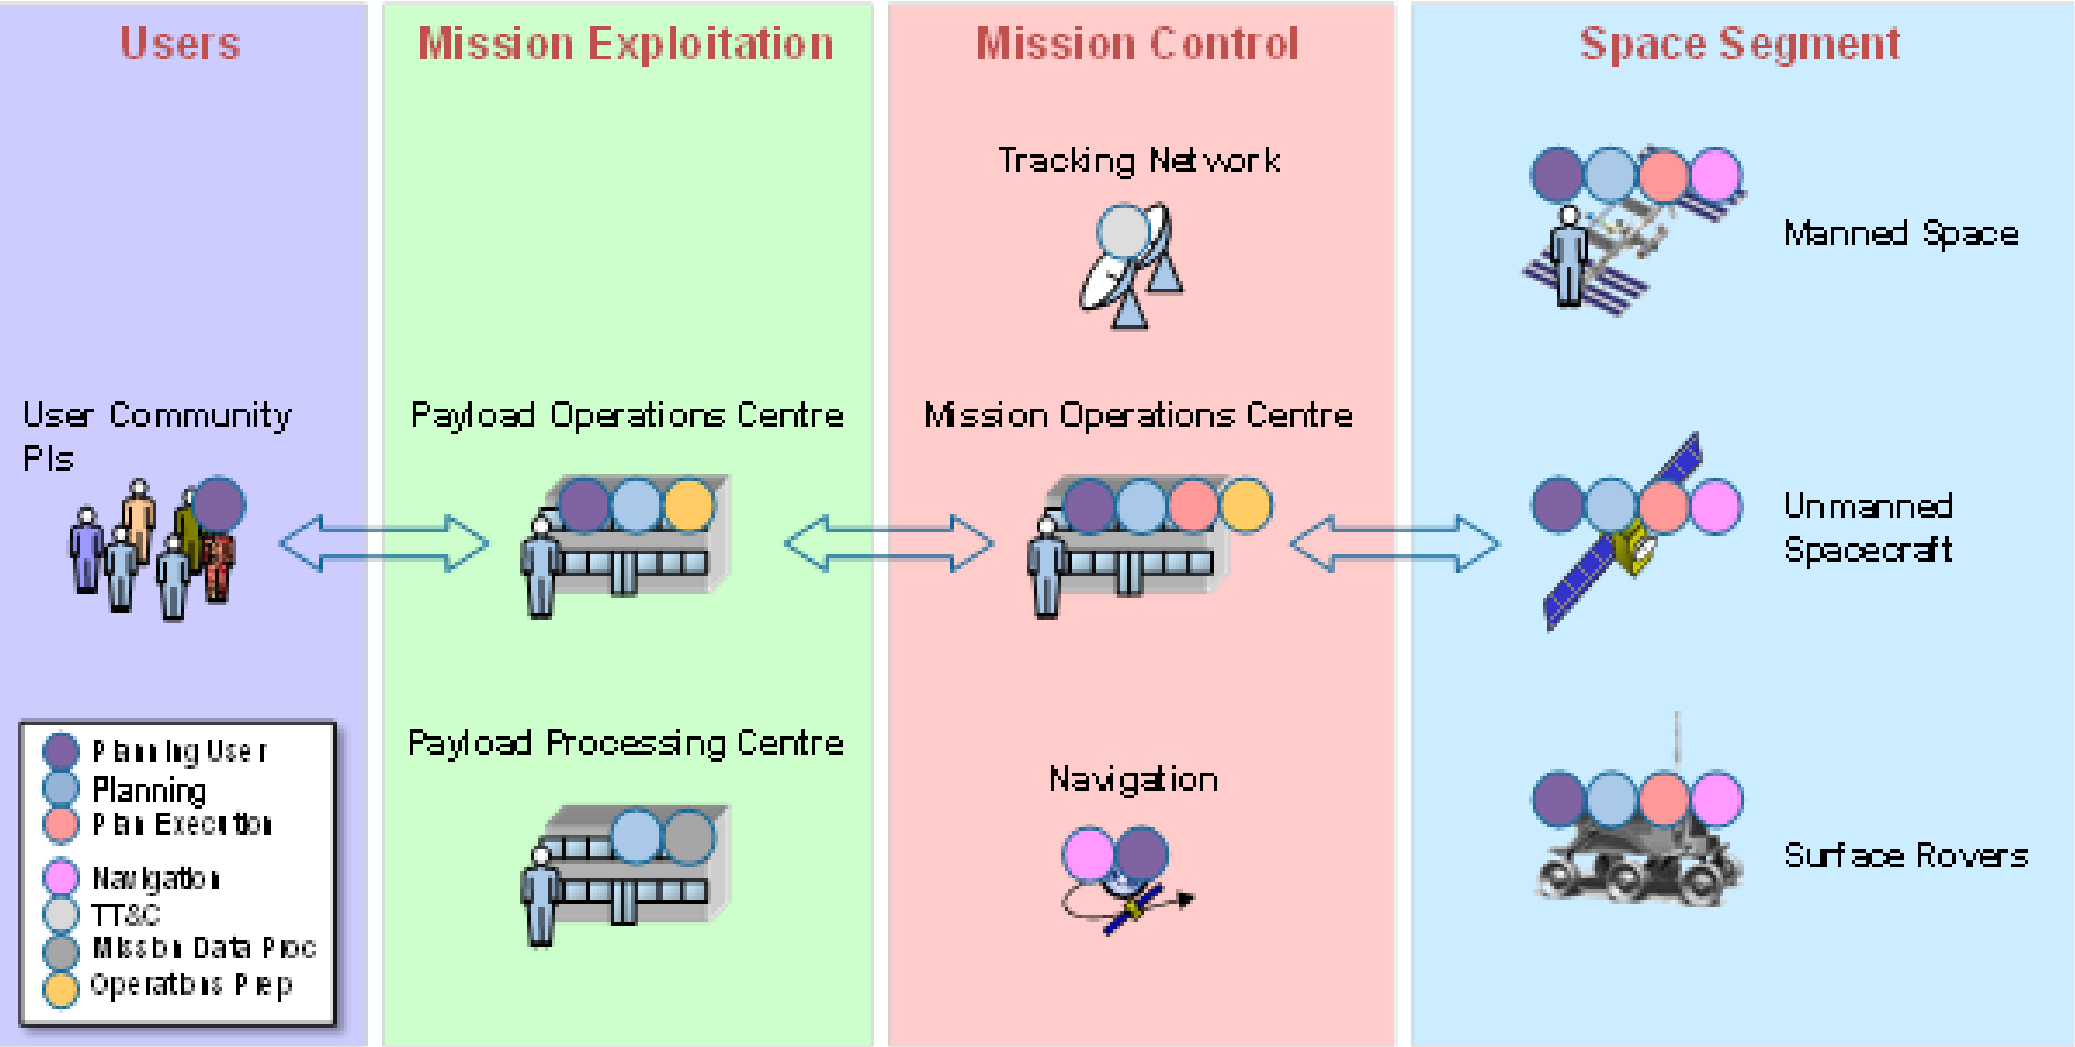 Users
Mission Exploitation
Mission Control
Space Segment
Tracking Network
Manned Space
User Community
PIs
Payload Operations Centre
Mission Operations Centre
Unmanned
Spacecraft
Payload Processing Centre
Navigation
Surface Rovers
Planning User
Planning
Plan Execution
Navigation
TT&C
Mission Data Proc
Operations Prep